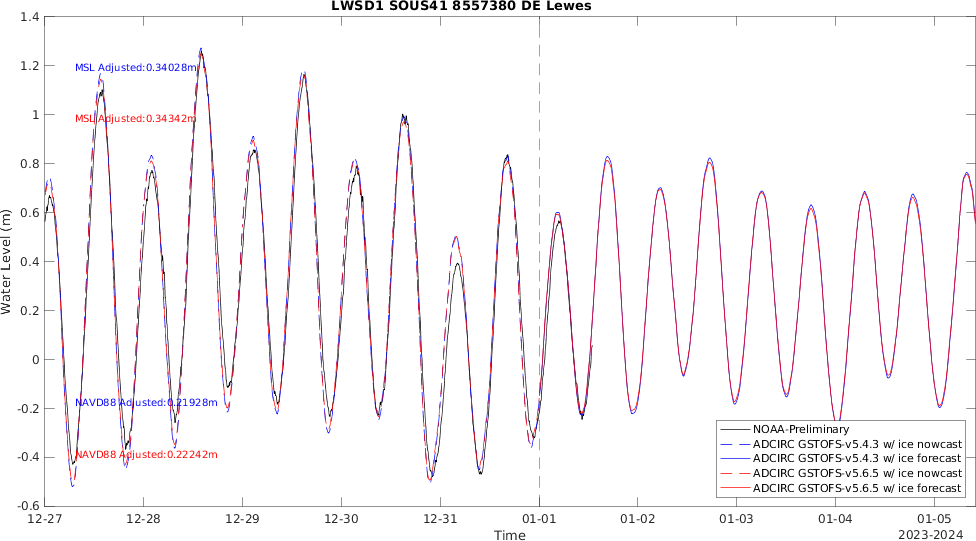 LWSD1 SOUS41 8557380 DE Lewes
1.4
1.2
1
0.8
0.6
0.4
0.2
0
-0.2
-0.4
-0.6
Water Level (m)
MSL Adjusted:0.34028m
MSL Adjusted:0.34342m
NAVD88 Adjusted:0.21928m
NAVD88 Adjusted:0.22242m
NOAA-Preliminary
ADCIRC GSTOFS-v5.4.3 w/ ice nowcast
ADCIRC GSTOFS-v5.4.3 w/ ice forecast
ADCIRC GSTOFS-v5.6.5 w/ ice nowcast
ADCIRC GSTOFS-v5.6.5 w/ ice forecast
12-27 12-28 12-29 12-30 12-31 01-01 01-02 01-03 01-04 01-05
Time
2023-2024